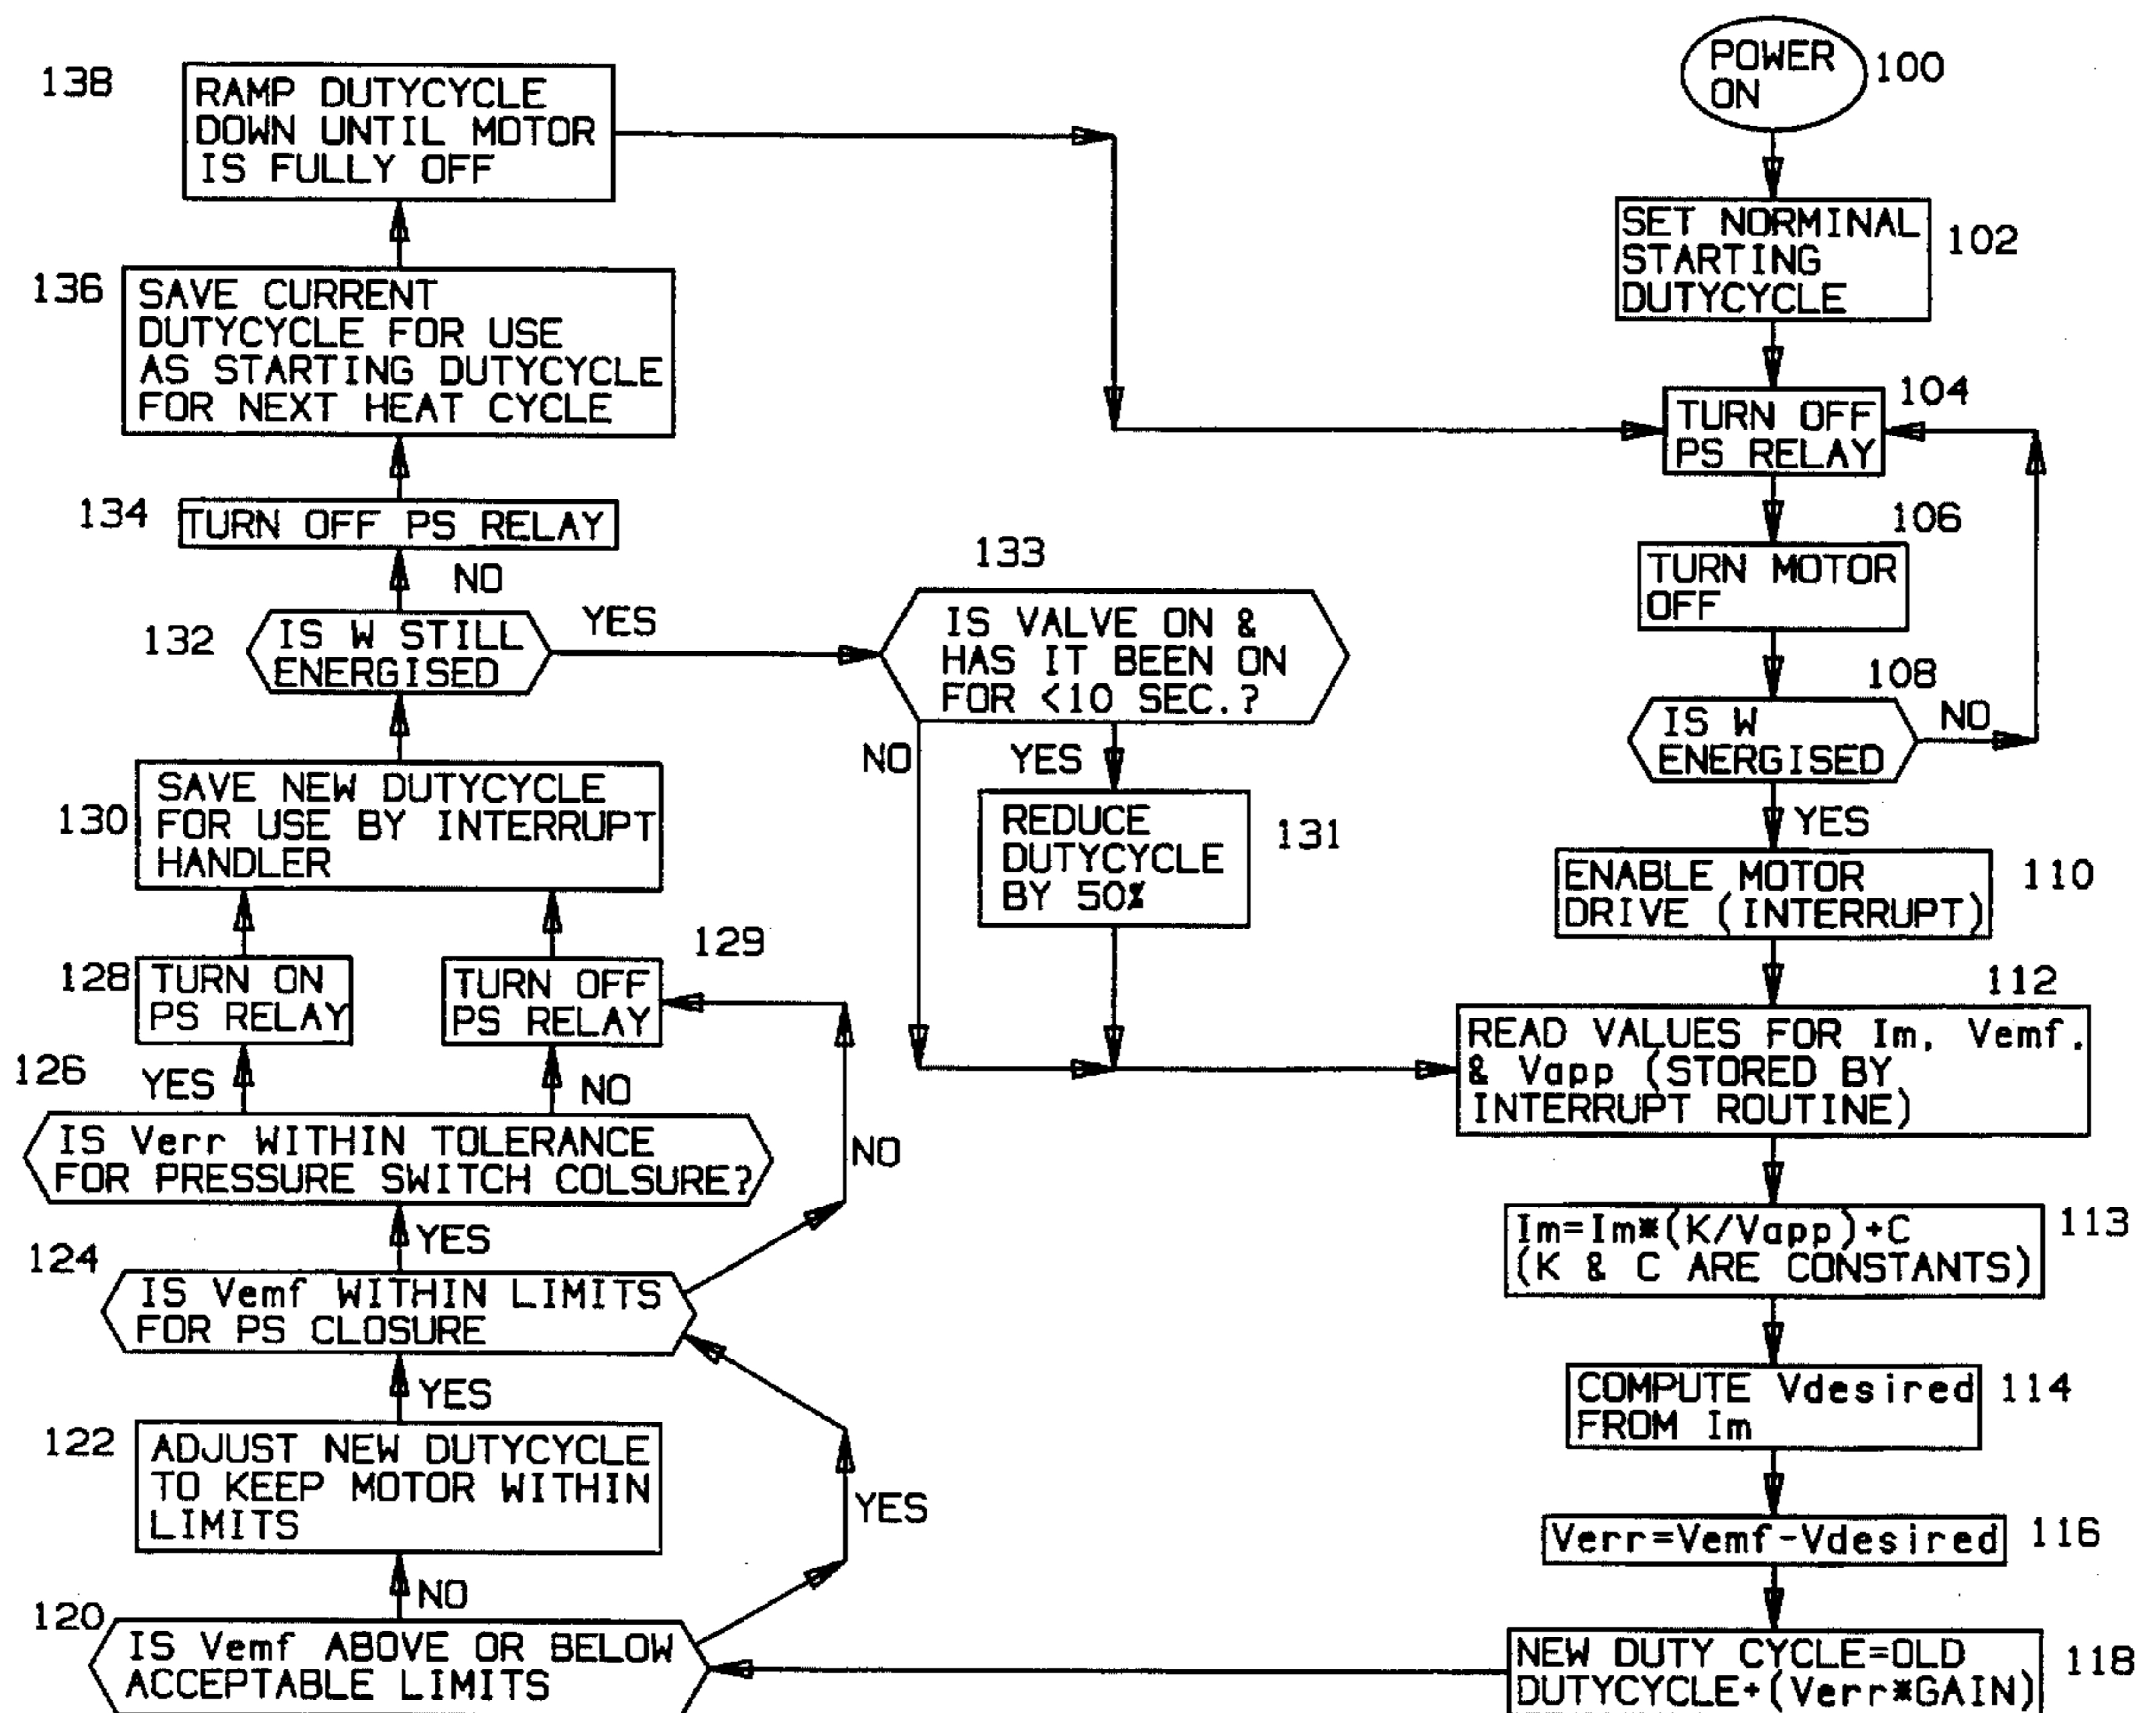 POWER
ON
100
SET NORMINAL
STARTING
DUTYCYCLE
102
TURN OFF
PS RELAY
104
TURN MOTOR
OFF
106
IS W
ENERGISED
108
NO
YES
ENABLE MOTOR
DRIVE (INTERRUPT)
110
READ VALUES FOR Im, Vemf,
& Vapp (STORED BY
INTERRUPT ROUTINE)
112
Im=Im*(K/Vapp)+C
(K & C ARE CONSTANTS)
113
COMPUTE Vdesired
FROM Im
114
Verr=Vemf-Vdesired
116
NEW DUTY CYCLE=OLD
DUTYCYCLE+(Verr*GAIN)
118
120
IS Vemf ABOVE OR BELOW
ACCEPTABLE LIMITS
NO
YES
122
ADJUST NEW DUTYCYCLE
TO KEEP MOTOR WITHIN
LIMITS
YES
124
IS Vemf WITHIN LIMITS
FOR PS CLOSURE
YES
NO
126
IS Verr WITHIN TOLERANCE
FOR PRESSURE SWITCH COLSURE?
YES
NO
128
TURN ON
PS RELAY
129
TURN OFF
PS RELAY
130
SAVE NEW DUTYCYCLE
FOR USE BY INTERRUPT
HANDLER
132
IS W STILL
ENERGISED
YES
NO
133
IS VALVE ON &
HAS IT BEEN ON
FOR <10 SEC.?
NO
YES
REDUCE
DUTYCYCLE
BY 50%
131
134
TURN OFF PS RELAY
136
SAVE CURRENT
DUTYCYCLE FOR USE
AS STARTING DUTYCYCLE
FOR NEXT HEAT CYCLE
138
RAMP DUTYCYCLE
DOWN UNTIL MOTOR
IS FULLY OFF